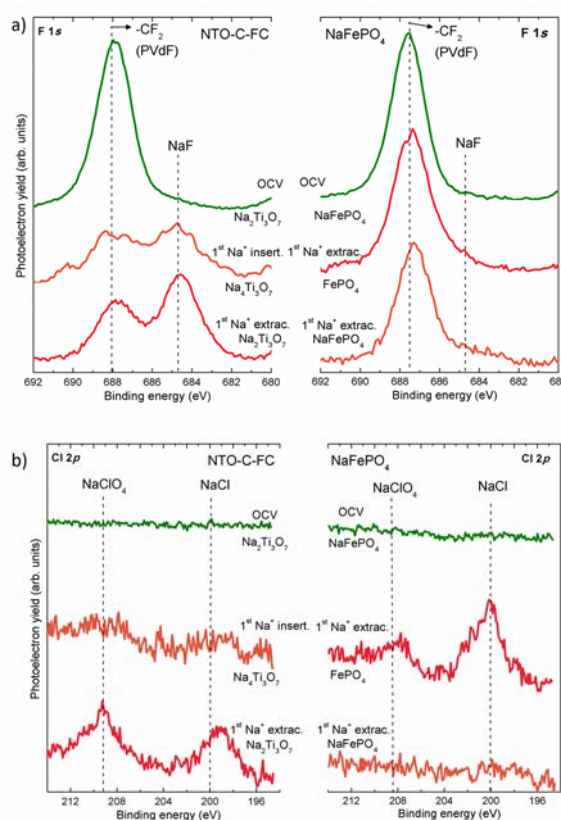 a)
F 1s
-CF2
(PVdF)
NTO-C-FC
NaF
OCV
Na2Ti3O7
1st Na+ insert.
Na4Ti3O7
1st Na+ extrac.
Na2Ti3O7
692 690 688 686 684 682 680
Binding energy (eV)
Photoelectron yield (arb. units)
NaFePO4
-CF2
(PVdF)
F 1s
NaF
OCV
NaFePO4
1st Na+ extrac.
FePO4
1st Na+ extrac.
NaFePO4
692 690 688 686 684 682 68
Binding energy (eV)
b)
Cl 2p
NTO-C-FC
NaClO4
NaCl
OCV
Na2Ti3O7
1st Na+ insert.
Na4Ti3O7
1st Na+ extrac.
Na2Ti3O7
212 208 204 200 196
Binding energy (eV)
Photoelectron yield (arb. units)
NaFePO4
Cl 2p
NaClO4
NaCl
OCV
NaFePO4
1st Na+ extrac.
FePO4
1st Na+ extrac.
NaFePO4
212 208 204 200 196
Binding energy (eV)